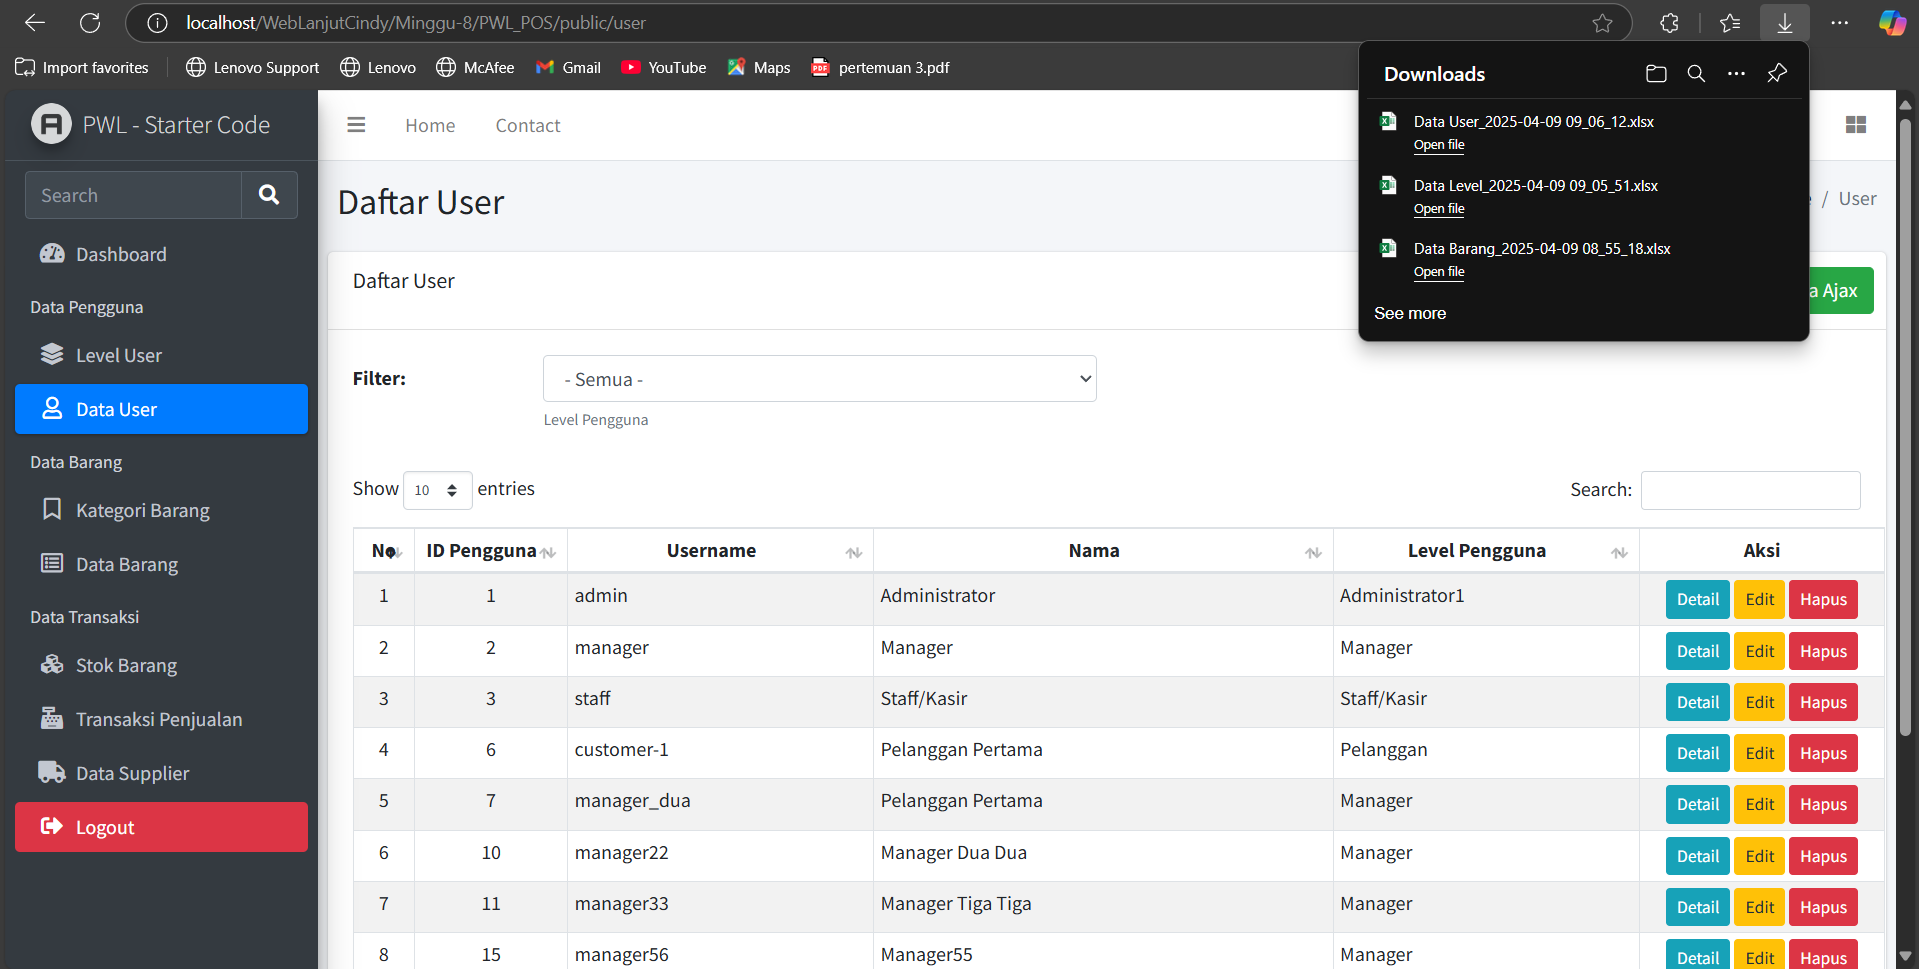 localhost/WebLanjutCindy/Minggu-8/PWL_POS/public/user
Import favorites Lenovo Support Lenovo McAfee Gmail YouTube Maps pertemuan 3.pdf
Downloads
Data User_2025-04-09 09_06_12.xlsx
Open file
Data Level_2025-04-09 09_05_51.xlsx
Open file
Data Barang_2025-04-09 08_55_18.xlsx
Open file
See more
PWL - Starter Code
Search
Dashboard
Data Pengguna
Level User
Data User
Data Barang
Kategori Barang
Data Barang
Data Transaksi
Stok Barang
Transaksi Penjualan
Data Supplier
Logout
Home Contact
Daftar User
/ User
Daftar User
a Ajax
Filter:
- Semua -
Level Pengguna
Show 10 entries
Search:
No ID Pengguna Username Nama Level Pengguna Aksi
1 1 admin Administrator Administrator1 Detail Edit Hapus
2 2 manager Manager Manager Detail Edit Hapus
3 3 staff Staff/Kasir Staff/Kasir Detail Edit Hapus
4 6 customer-1 Pelanggan Pertama Pelanggan Detail Edit Hapus
5 7 manager_dua Pelanggan Pertama Manager Detail Edit Hapus
6 10 manager22 Manager Dua Dua Manager Detail Edit Hapus
7 11 manager33 Manager Tiga Tiga Manager Detail Edit Hapus
8 15 manager56 Manager55 Manager Detail Edit Hapus